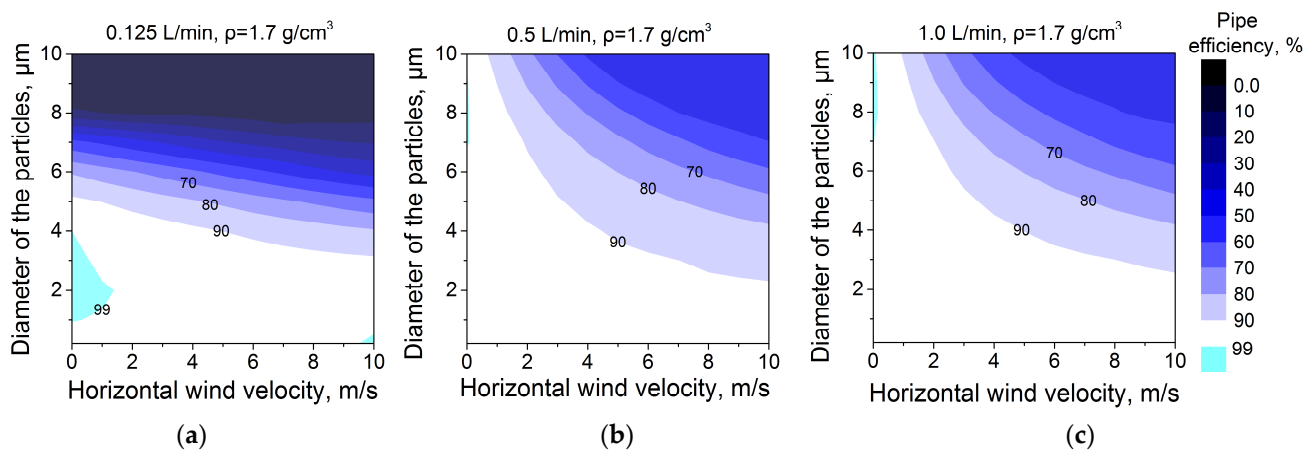 0.125 L/min, ρ=1.7 g/cm3
Diameter of the particles, μm
10
8
6
4
2
70
80
90
99
0 2 4 6 8 10
Horizontal wind velocity, m/s
(a)
0.5 L/min, ρ=1.7 g/cm3
Diameter of the particles, μm
10
8
6
4
2
70
80
90
0 2 4 6 8 10
Horizontal wind velocity, m/s
(b)
1.0 L/min, ρ=1.7 g/cm3
Diameter of the particles, μm
10
8
6
4
2
60
70
80
90
0 2 4 6 8 10
Horizontal wind velocity, m/s
(c)
Pipe
efficiency, %
0.0
10
20
30
40
50
60
70
80
90
99